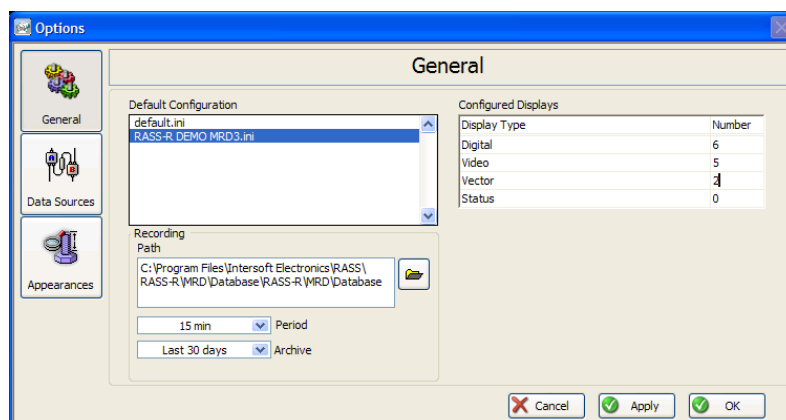 Options
General
General
Data Sources
Appearances
Default Configuration
default.ini
RASS-R DEMO MRD3.ini
Recording
Path
C:\Program Files\Intersoft Electronics\RASS\
RASS-R\MRD\Database\RASS-R\MRD\Database
15 min Period
Last 30 days Archive
Configured Displays
Display Type Number
Digital 6
Video 5
Vector 2
Status 0
Cancel Apply OK